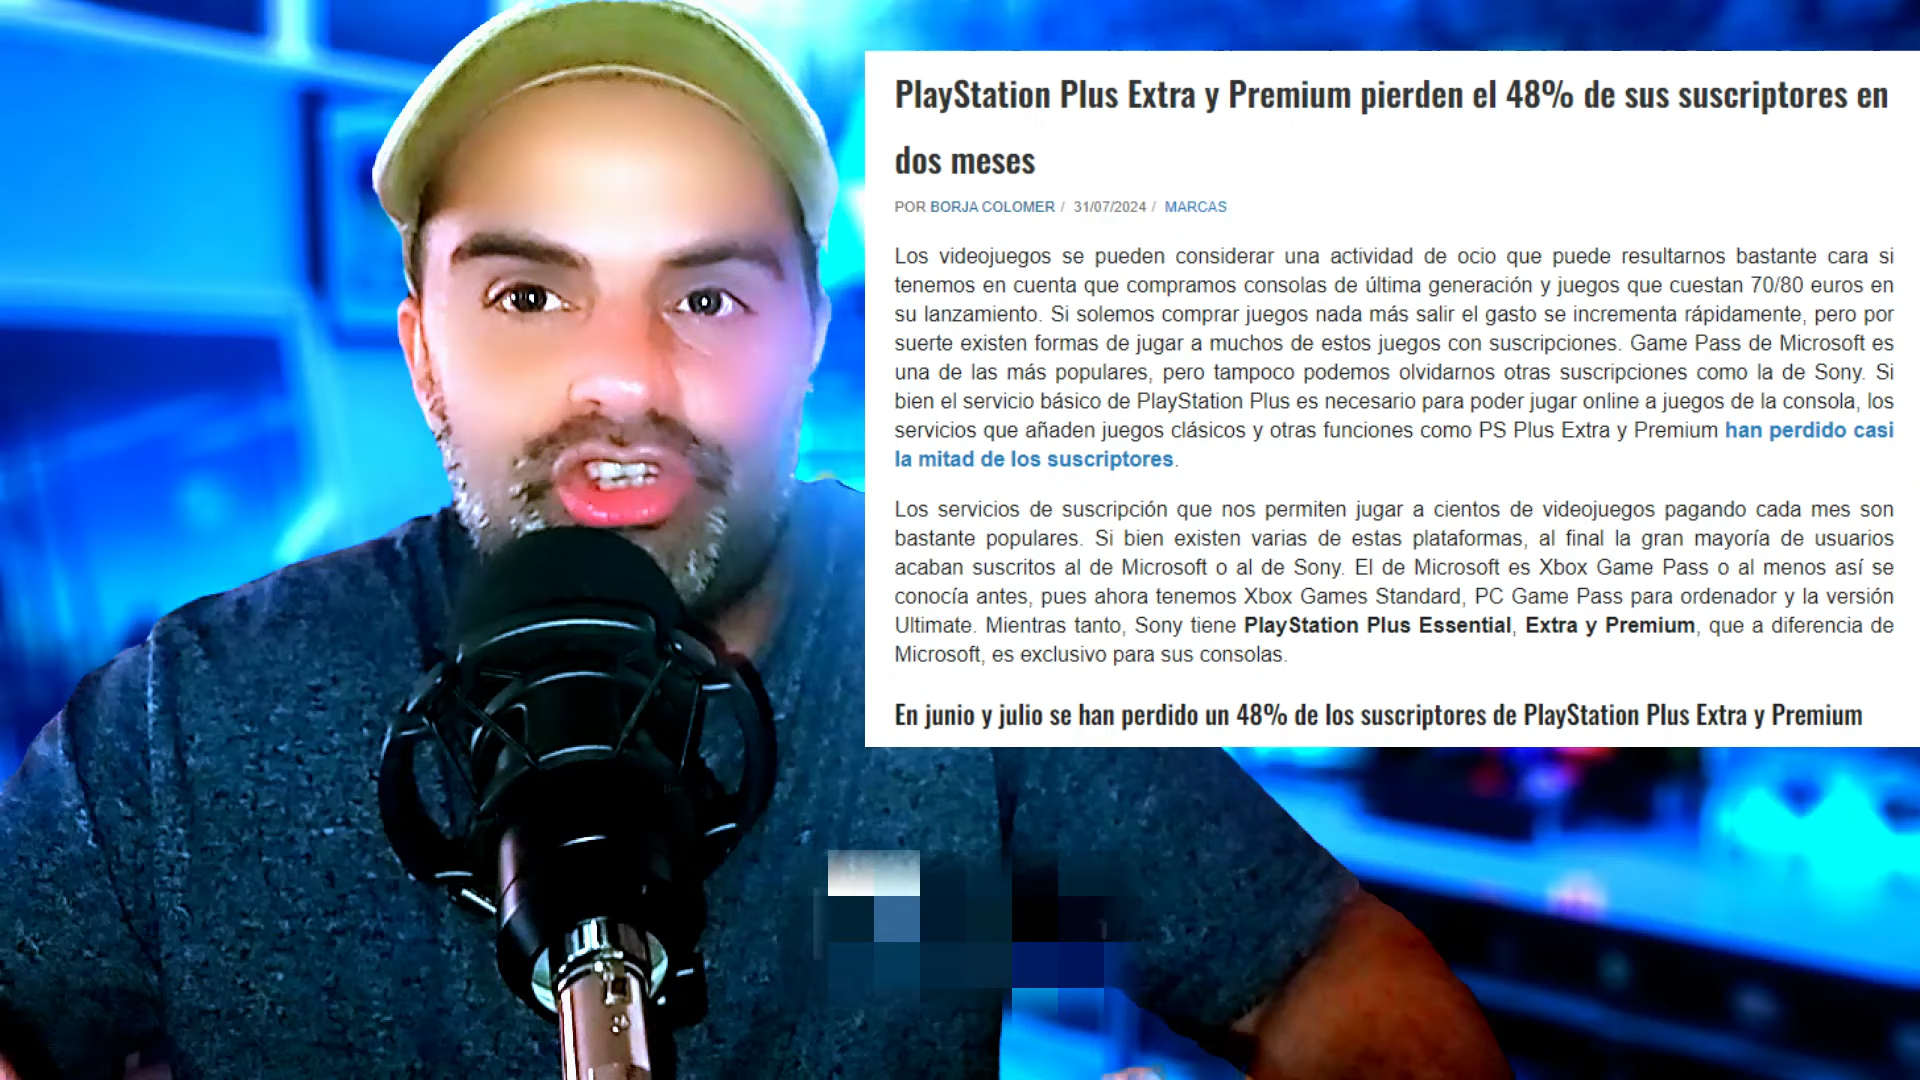 PlayStation Plus Extra y Premium pierden el 48% de sus suscriptores en
dos meses
POR BORJA COLOMER / 31/07/2024 / MARCAS
Los videojuegos se pueden considerar una actividad de ocio que puede resultarnos bastante cara si
tenemos en cuenta que compramos consolas de última generación y juegos que cuestan 70/80 euros en
su lanzamiento. Si solemos comprar juegos nada más salir el gasto se incrementa rápidamente, pero por
suerte existen formas de jugar a muchos de estos juegos con suscripciones. Game Pass de Microsoft es
una de las más populares, pero tampoco podemos olvidarnos otras suscripciones como la de Sony. Si
bien el servicio básico de PlayStation Plus es necesario para poder jugar online a juegos de la consola, los
servicios que añaden juegos clásicos y otras funciones como PS Plus Extra y Premium han perdido casi
la mitad de los suscriptores.
Los servicios de suscripción que nos permiten jugar a cientos de videojuegos pagando cada mes son
bastante populares. Si bien existen varias de estas plataformas, al final la gran mayoría de usuarios
acaban suscritos al de Microsoft o al de Sony. El de Microsoft es Xbox Game Pass o al menos así se
conocía antes, pues ahora tenemos Xbox Games Standard, PC Game Pass para ordenador y la versión
Ultimate. Mientras tanto, Sony tiene PlayStation Plus Essential, Extra y Premium, que a diferencia de
Microsoft, es exclusivo para sus consolas.
En junio y julio se han perdido un 48% de los suscriptores de PlayStation Plus Extra y Premium